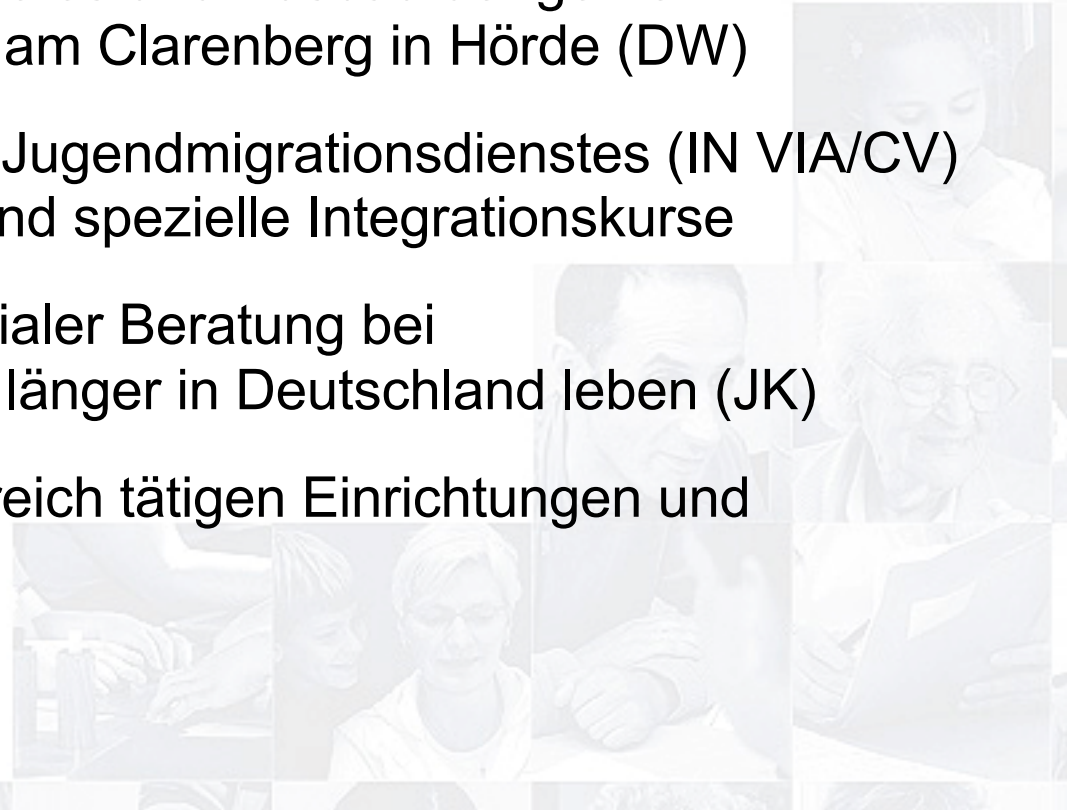 am Clarenberg in Hörde (DW)
Jugendmigrationsdienstes (IN VIA/CV)
nd spezielle Integrationskurse
ialer Beratung bei
länger in Deutschland leben (JK)
reich tätigen Einrichtungen und